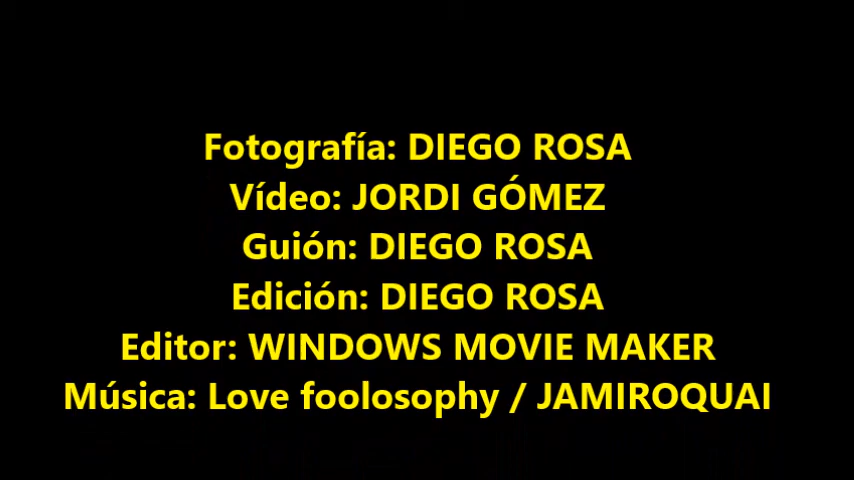 Fotografía: DIEGO ROSA
Vídeo: JORDI GÓMEZ
Guión: DIEGO ROSA
Edición: DIEGO ROSA
Editor: WINDOWS MOVIE MAKER
Música: Love foolosophy / JAMIROQUAI